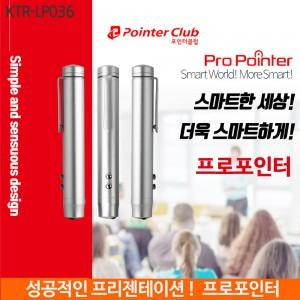 KTR-LP036
Pointer Club
포인터클럽
Pro Pointer
Smart World! More Smart!
스마트한 세상!
더욱 스마트하게!
프로포인터
Simple and sensuous design
성공적인 프리젠테이션 ! 프로포인터